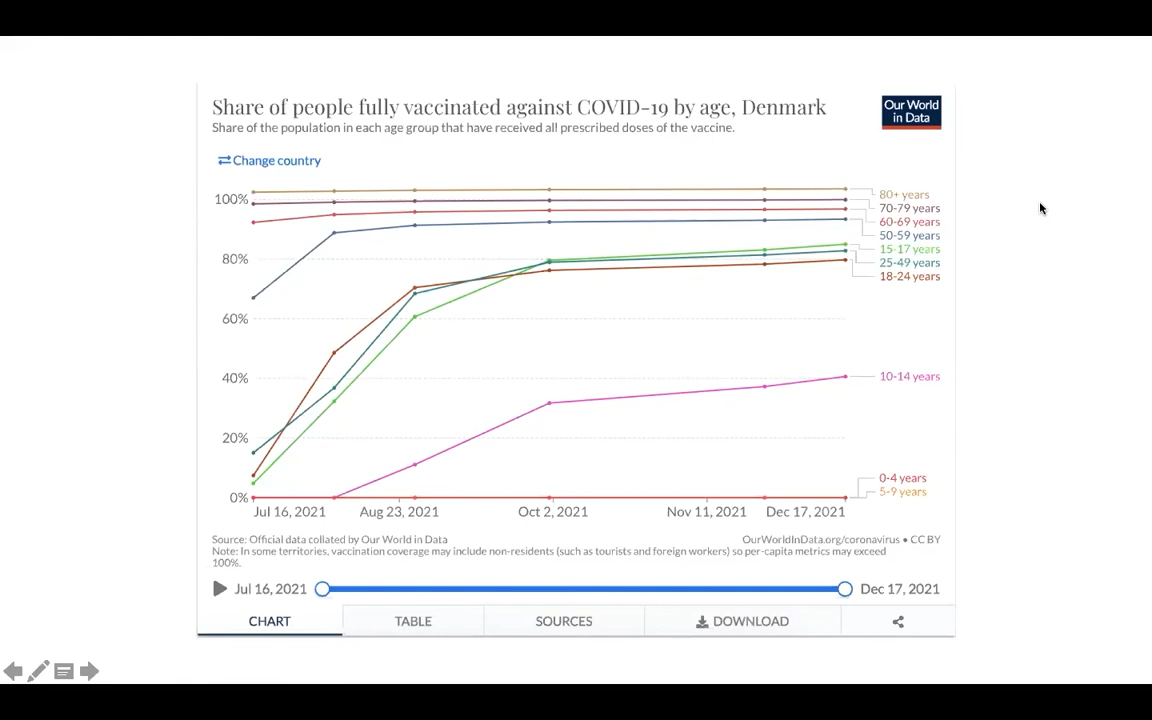 Share of people fully vaccinated against COVID-19 by age, Denmark
Share of the population in each age group that have received all prescribed doses of the vaccine.
Our World
in Data
⇄Change country
100%
80%
60%
40%
20%
0%
80+ years
70-79 years
60-69 years
50-59 years
15-17 years
25-49 years
18-24 years
10-14 years
0-4 years
5-9 years
Jul 16, 2021 Aug 23, 2021 Oct 2, 2021 Nov 11, 2021 Dec 17, 2021
Source: Official data collated by Our World in Data OurWorldInData.org/coronavirus • CC BY
Note: In some territories, vaccination coverage may include non-residents (such as tourists and foreign workers) so per-capita metrics may exceed
100%.
Jul 16, 2021 Dec 17, 2021
CHART TABLE SOURCES DOWNLOAD